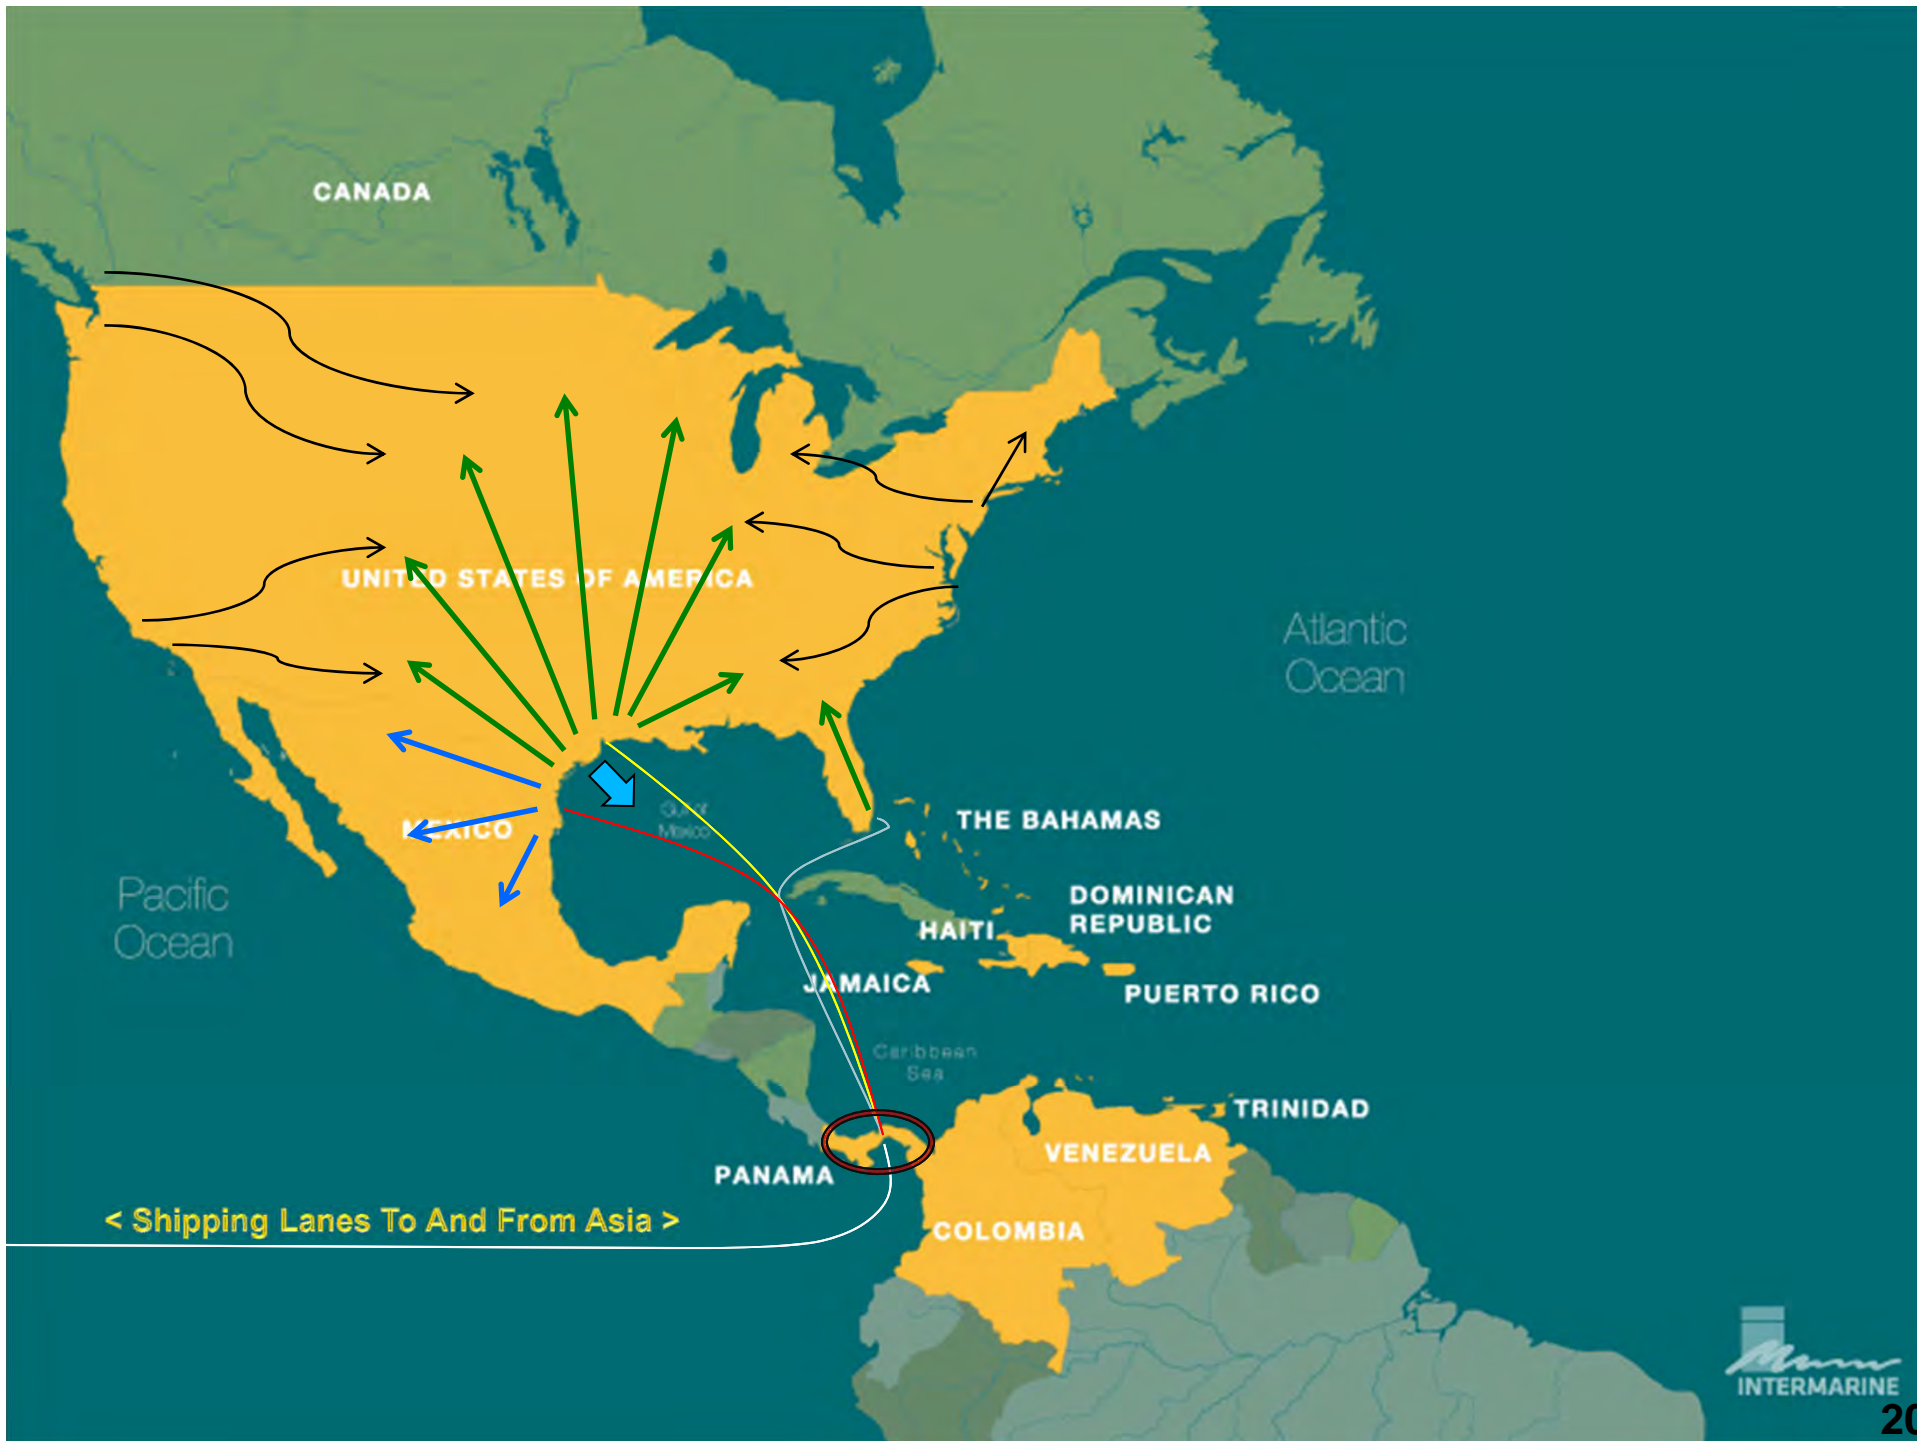 CANADA
UNITED STATES OF AMERICA
Atlantic
Ocean
Gulf of
Mexico
MEXICO
THE BAHAMAS
Pacific
Ocean
DOMINICAN
REPUBLIC
HAITI
JAMAICA
PUERTO RICO
Caribbean
Sea
TRINIDAD
VENEZUELA
PANAMA
< Shipping Lanes To And From Asia >
COLOMBIA
INTERMARINE
20